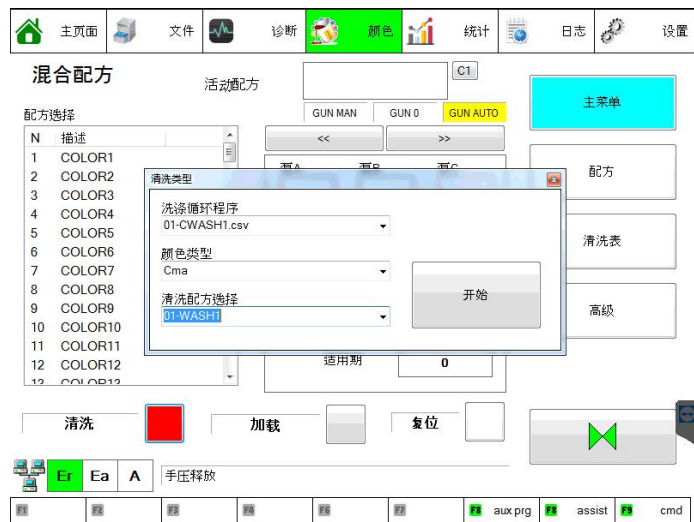 主页面 文件 诊断 颜色 统计 日志 设置
混合配方
活动配方
C1
GUN MAN GUN 0 GUN AUTO
配方选择
<< >>
N 描述
1 COLOR1
2 COLOR2
3 COLOR3
4 COLOR4
5 COLOR5
6 COLOR6
7 COLOR7
8 COLOR8
9 COLOR9
10 COLOR10
11 COLOR11
12 COLOR12
13 COLOR13
清洗类型
洗涤循环程序
01-CWASH1.csv
颜色类型
Cma
清洗配方选择
01-WASH1
开始
适用期 0
主菜单
配方
清洗表
高级
清洗 加载 复位
Er Ea A 手压释放
F1 F2 F3 F4 F6 F7 F8 aux prg F8 assist F9 cmd